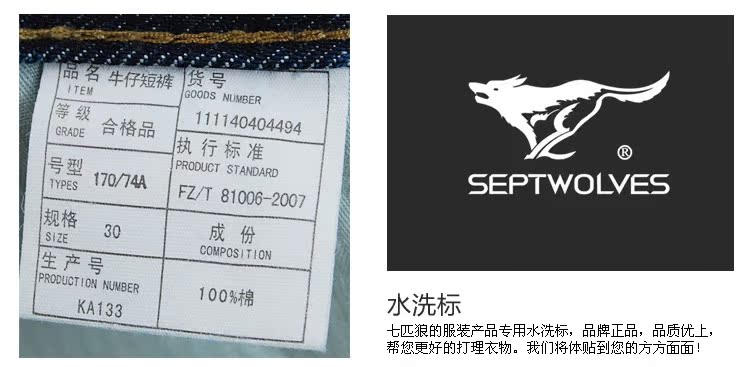 品名 牛仔短裤
ITEM
货号
GOODS NUMBER
111140404494
等级 合格品
GRADE
执行标准
PRODUCT STANDARD
FZ/T 81006-2007
号型 170/74A
TYPES
规格 30
SIZE
成份
COMPOSITION
100%棉
生产号
PRODUCTION NUMBER
KA133
®
SEPTWOLVES
水洗标
七匹狼的服装产品专用水洗标，品牌正品，品质优上，
帮您更好的打理衣物。我们将体贴到您的方方面面！